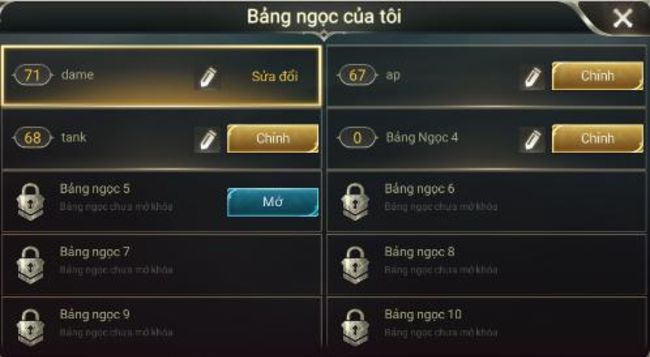 Bảng ngọc của tôi
71 dame Sửa đổi
67 ap Chỉnh
68 tank Chỉnh
0 Bảng Ngọc 4 Chỉnh
Bảng ngọc 5
Bảng ngọc chưa mở khóa
Mở
Bảng ngọc 6
Bảng ngọc chưa mở khóa
Bảng ngọc 7
Bảng ngọc chưa mở khóa
Bảng ngọc 8
Bảng ngọc chưa mở khóa
Bảng ngọc 9
Bảng ngọc chưa mở khóa
Bảng ngọc 10
Bảng ngọc chưa mở khóa